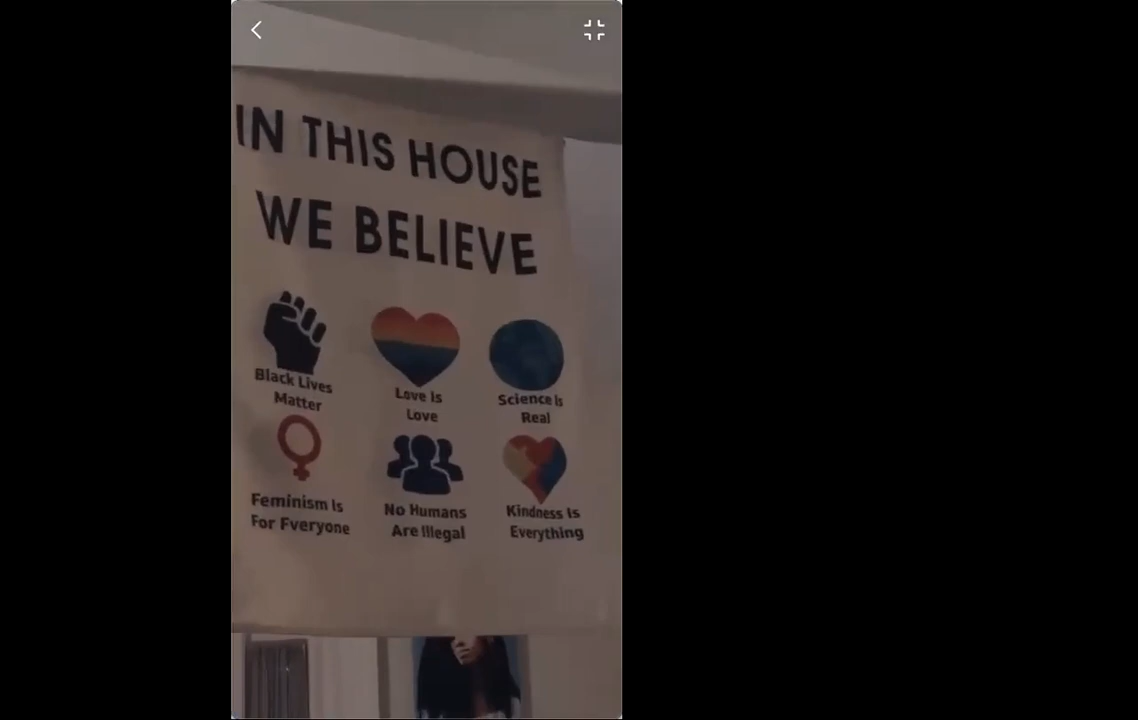 IN THIS HOUSE
WE BELIEVE
Black Lives
Matter
Love Is
Love
Science Is
Real
Feminism Is
For Everyone
No Humans
Are Illegal
Kindness Is
Everything